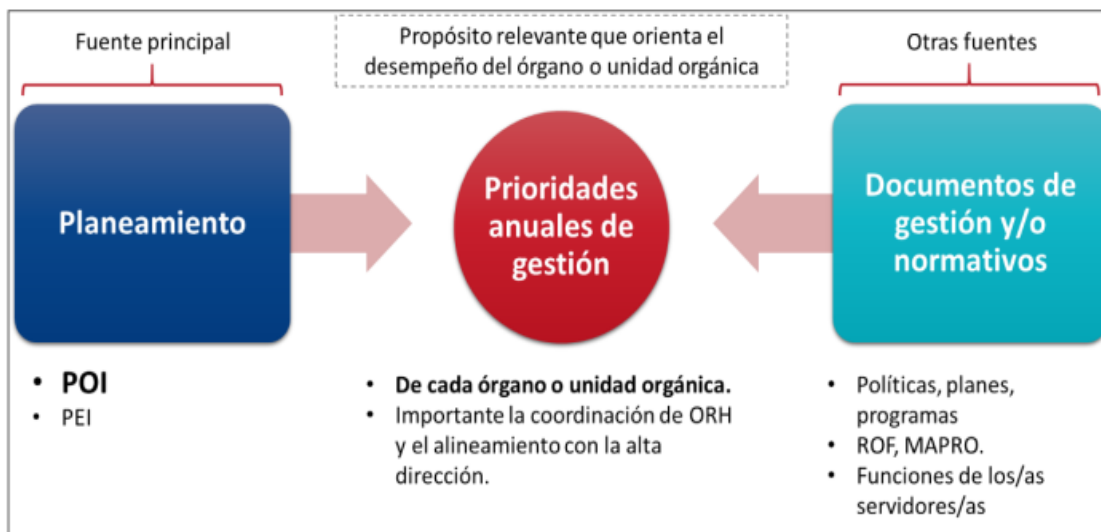 Fuente principal
Propósito relevante que orienta el
desempeño del órgano o unidad orgánica
Otras fuentes
Planeamiento
Prioridades
anuales de
gestión
Documentos de
gestión y/o
normativos
• POI
• PEI
• De cada órgano o unidad orgánica.
• Importante la coordinación de ORH
y el alineamiento con la alta
dirección.
• Políticas, planes,
programas
• ROF, MAPRO.
• Funciones de los/as
servidores/as